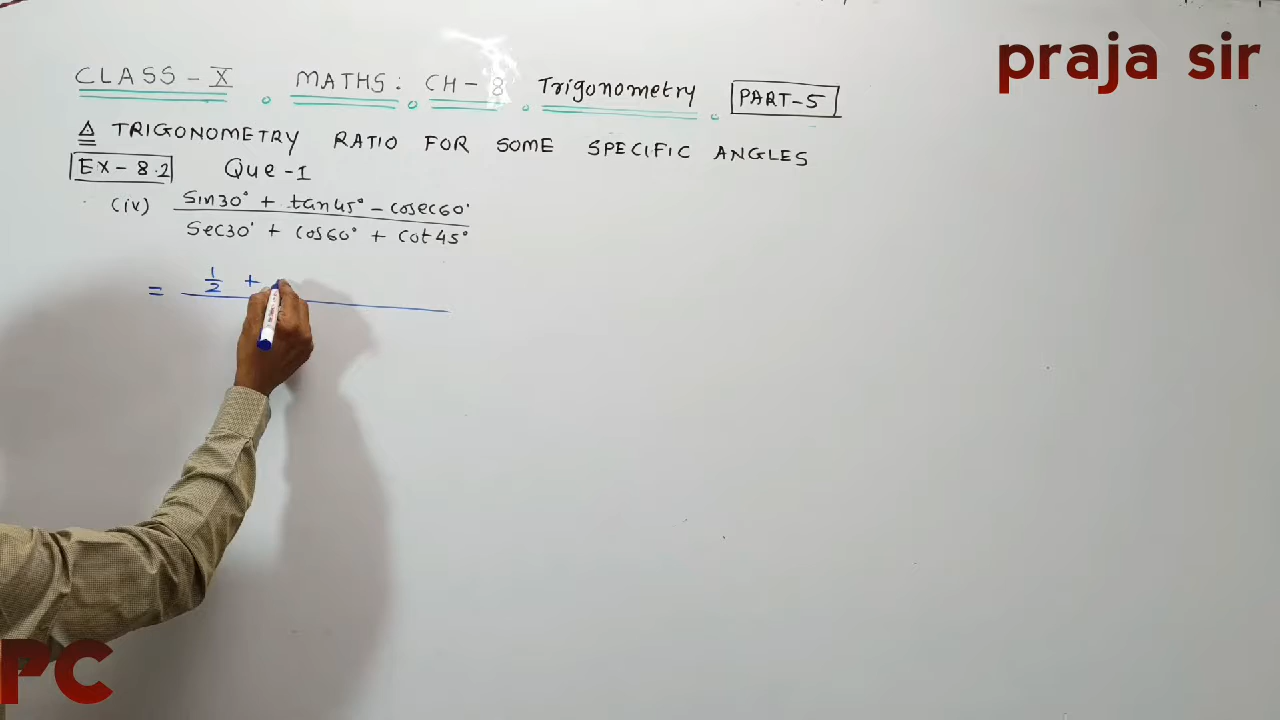 praja sir
CLASS - X MATHS: CH - 8 Trigonometry PART-5
≜ TRIGONOMETRY RATIO FOR SOME SPECIFIC ANGLES
EX - 8.2 Que - I
(iv) sin30° + tan45° - cosec60°
sec30° + cos60° + cot45°
= 1/2 +
PC